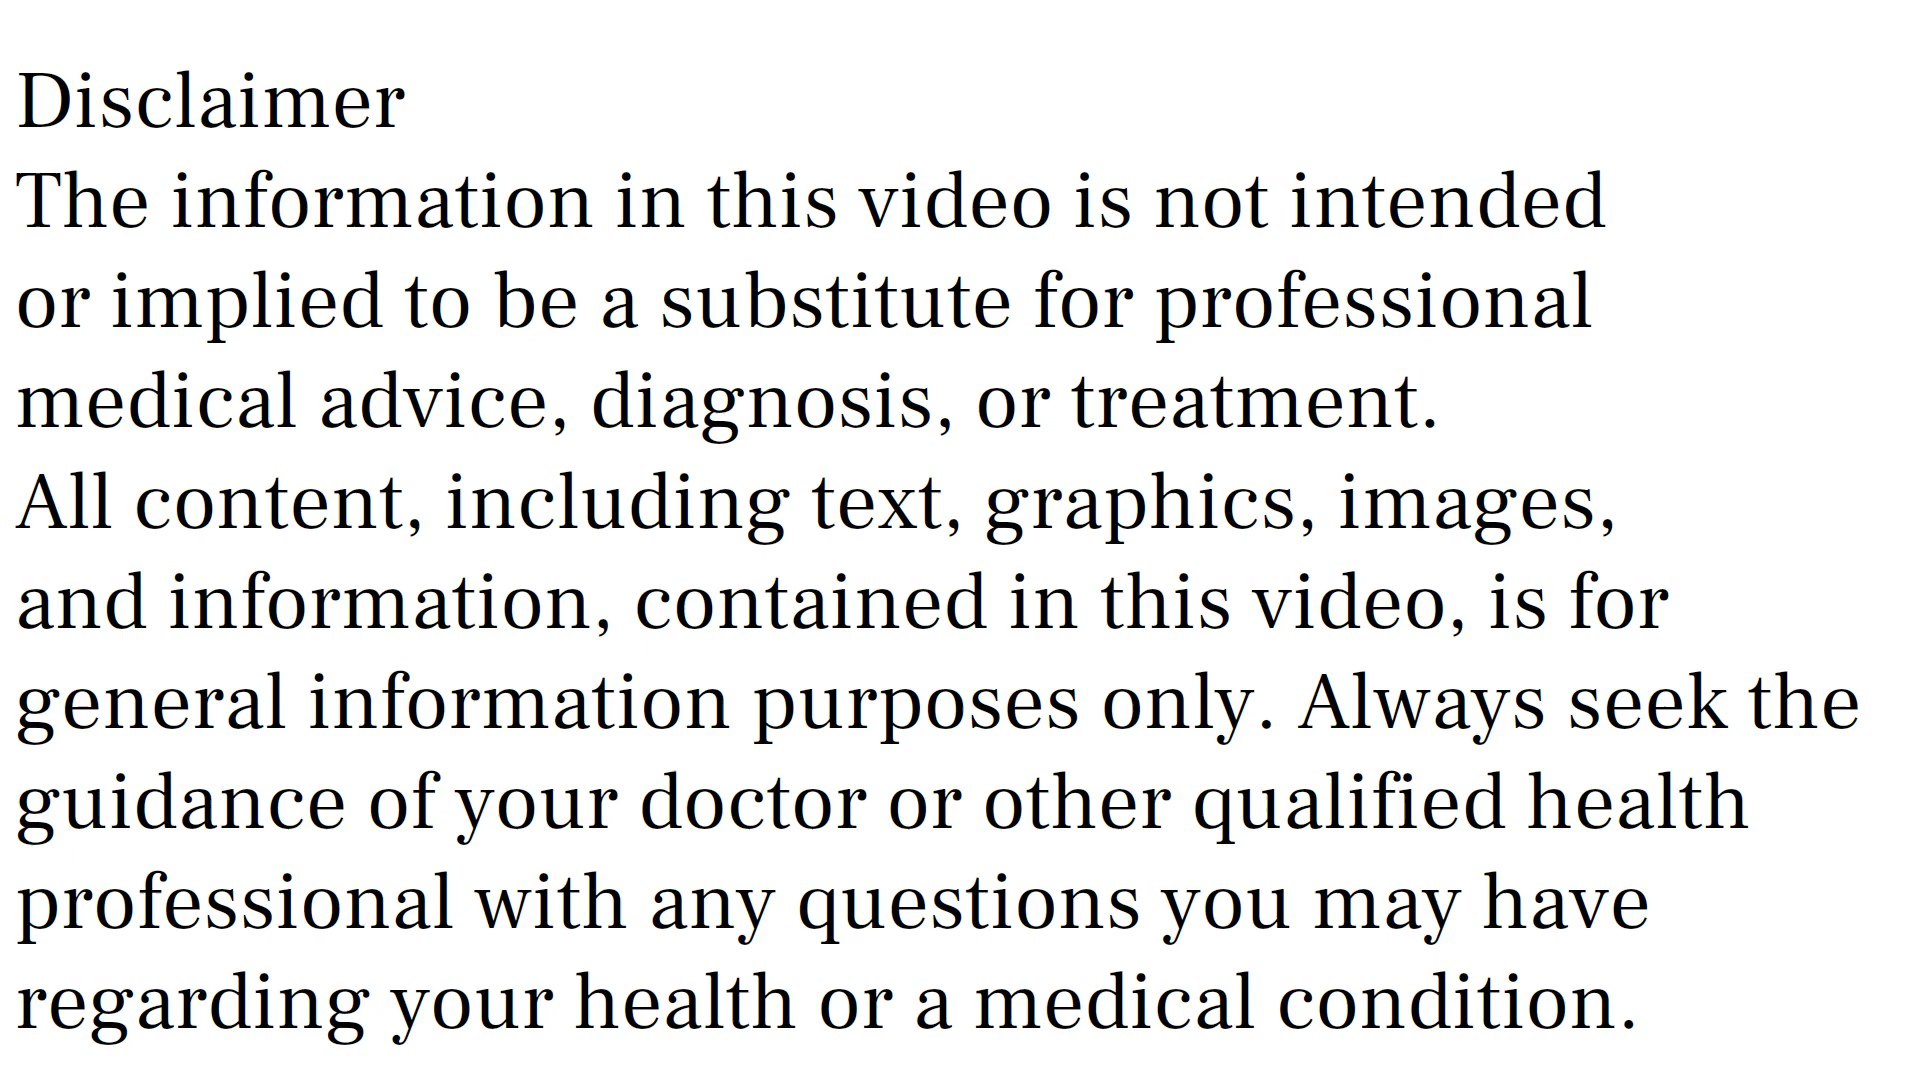 Disclaimer
The information in this video is not intended
or implied to be a substitute for professional
medical advice, diagnosis, or treatment.
All content, including text, graphics, images,
and information, contained in this video, is for
general information purposes only. Always seek the
guidance of your doctor or other qualified health
professional with any questions you may have
regarding your health or a medical condition.